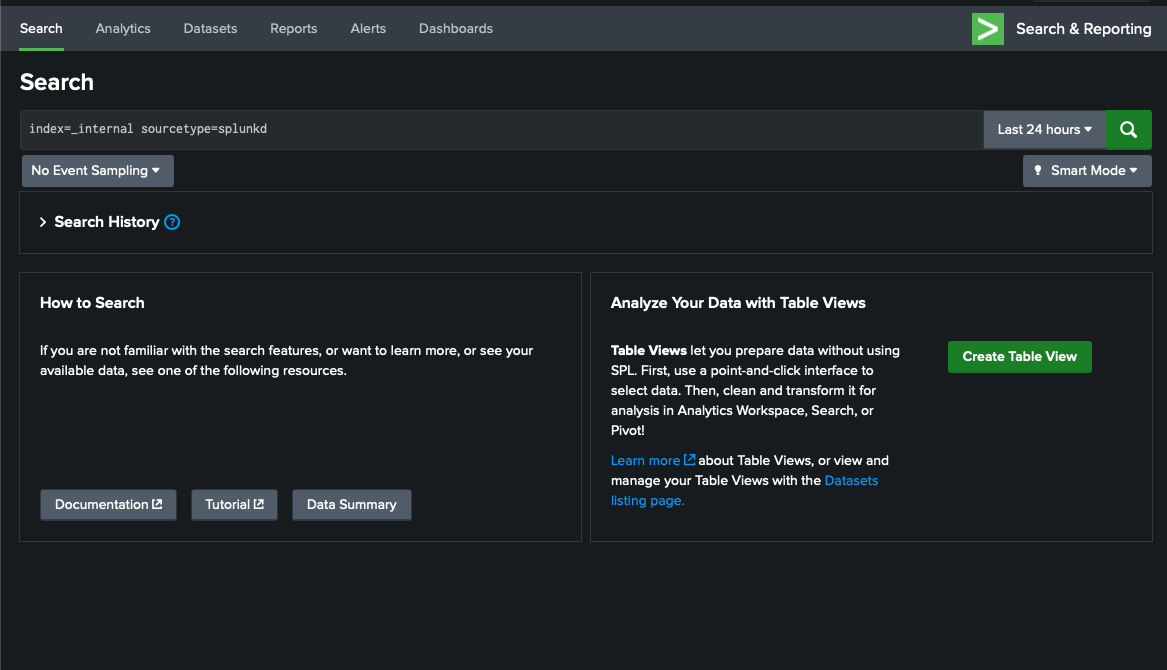 Search Analytics Datasets Reports Alerts Dashboards Search & Reporting
Search
index=_internal sourcetype=splunkd Last 24 hours
No Event Sampling Smart Mode
Search History ?
How to Search
If you are not familiar with the search features, or want to learn more, or see your
available data, see one of the following resources.
Documentation Tutorial Data Summary
Analyze Your Data with Table Views
Table Views let you prepare data without using
SPL. First, use a point-and-click interface to
select data. Then, clean and transform it for
analysis in Analytics Workspace, Search, or
Pivot!
Create Table View
Learn more about Table Views, or view and
manage your Table Views with the Datasets
listing page.